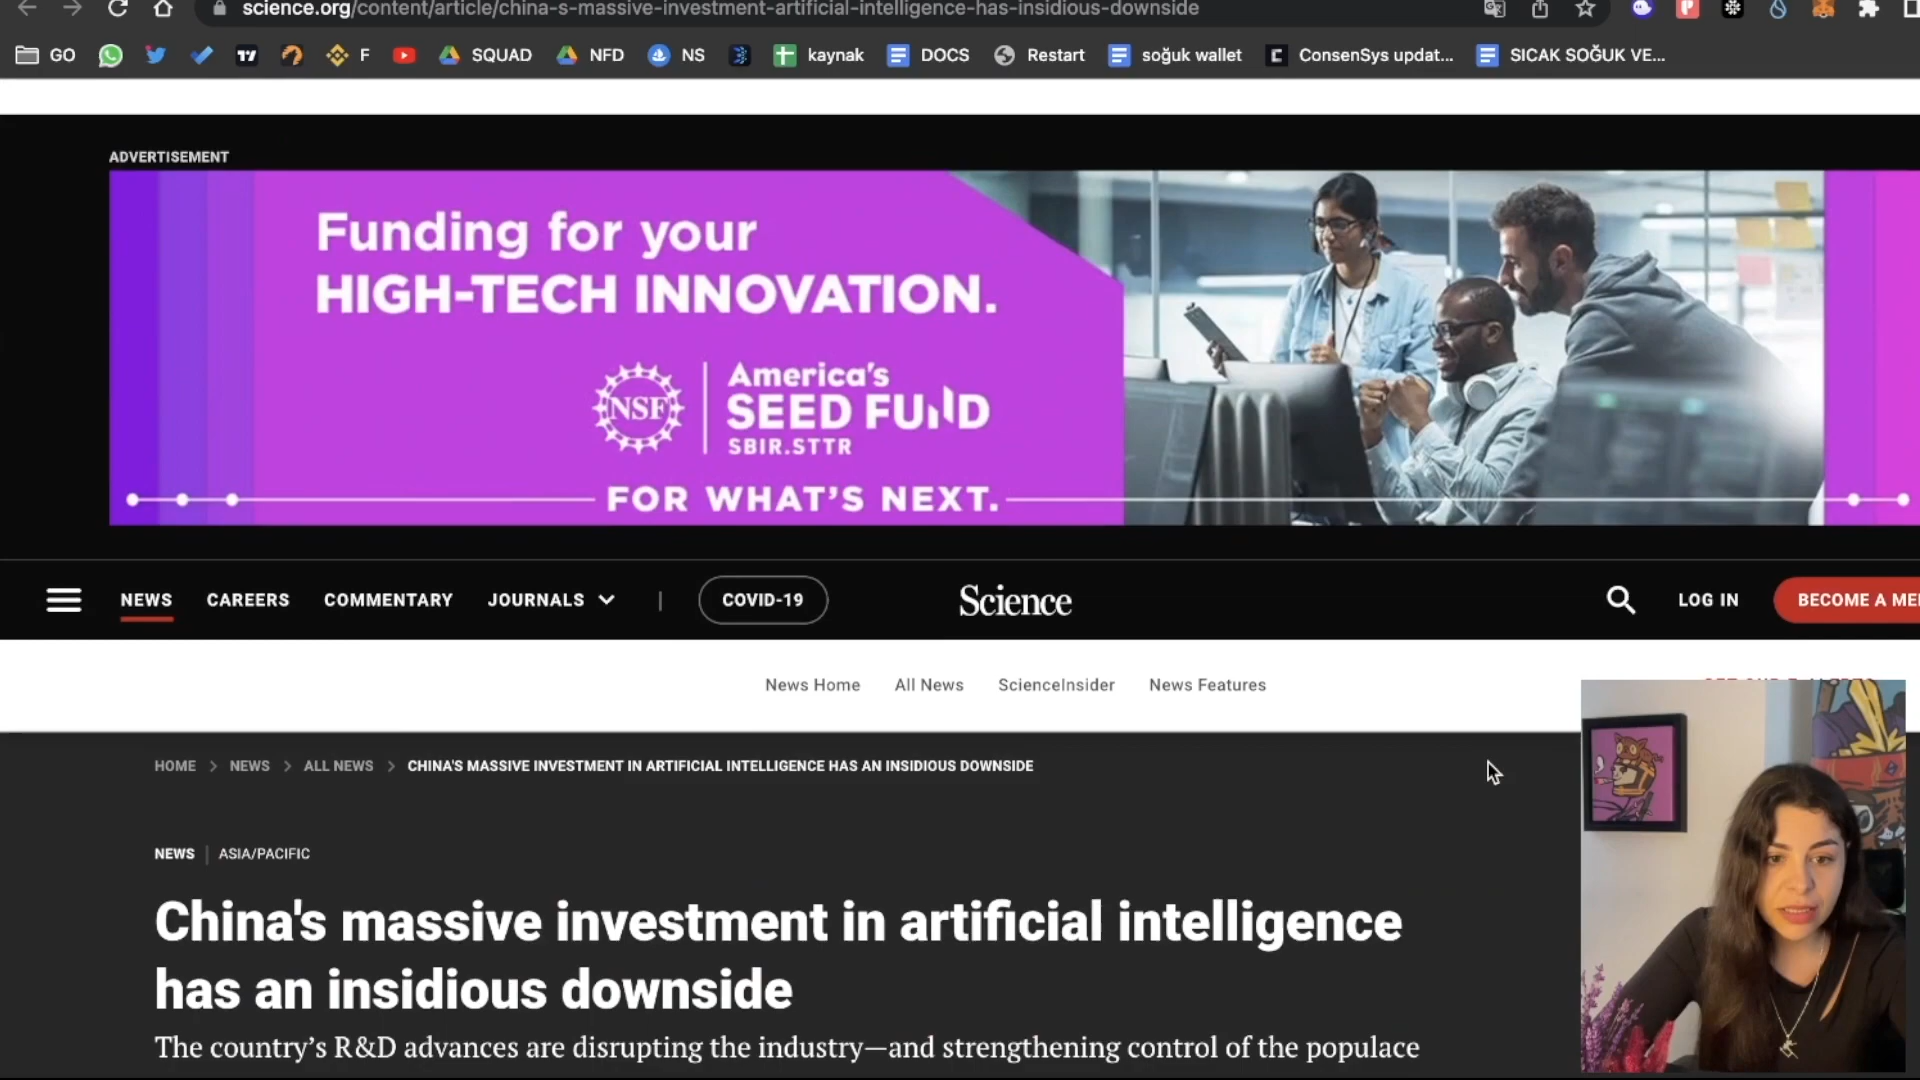 science.org/content/article/china-s-massive-investment-artificial-intelligence-has-insidious-downside
GO F SQUAD NFD NS kaynak DOCS Restart soğuk wallet ConsenSys updat... SICAK SOĞUK VE...
ADVERTISEMENT
Funding for your
HIGH-TECH INNOVATION.
NSF
America's
SEED FUND
SBIR.STTR
FOR WHAT'S NEXT.
NEWS CAREERS COMMENTARY JOURNALS | COVID-19 Science LOG IN BECOME A ME
News Home All News ScienceInsider News Features
HOME > NEWS > ALL NEWS > CHINA'S MASSIVE INVESTMENT IN ARTIFICIAL INTELLIGENCE HAS AN INSIDIOUS DOWNSIDE
NEWS | ASIA/PACIFIC
China's massive investment in artificial intelligence
has an insidious downside
The country's R&D advances are disrupting the industry—and strengthening control of the populace